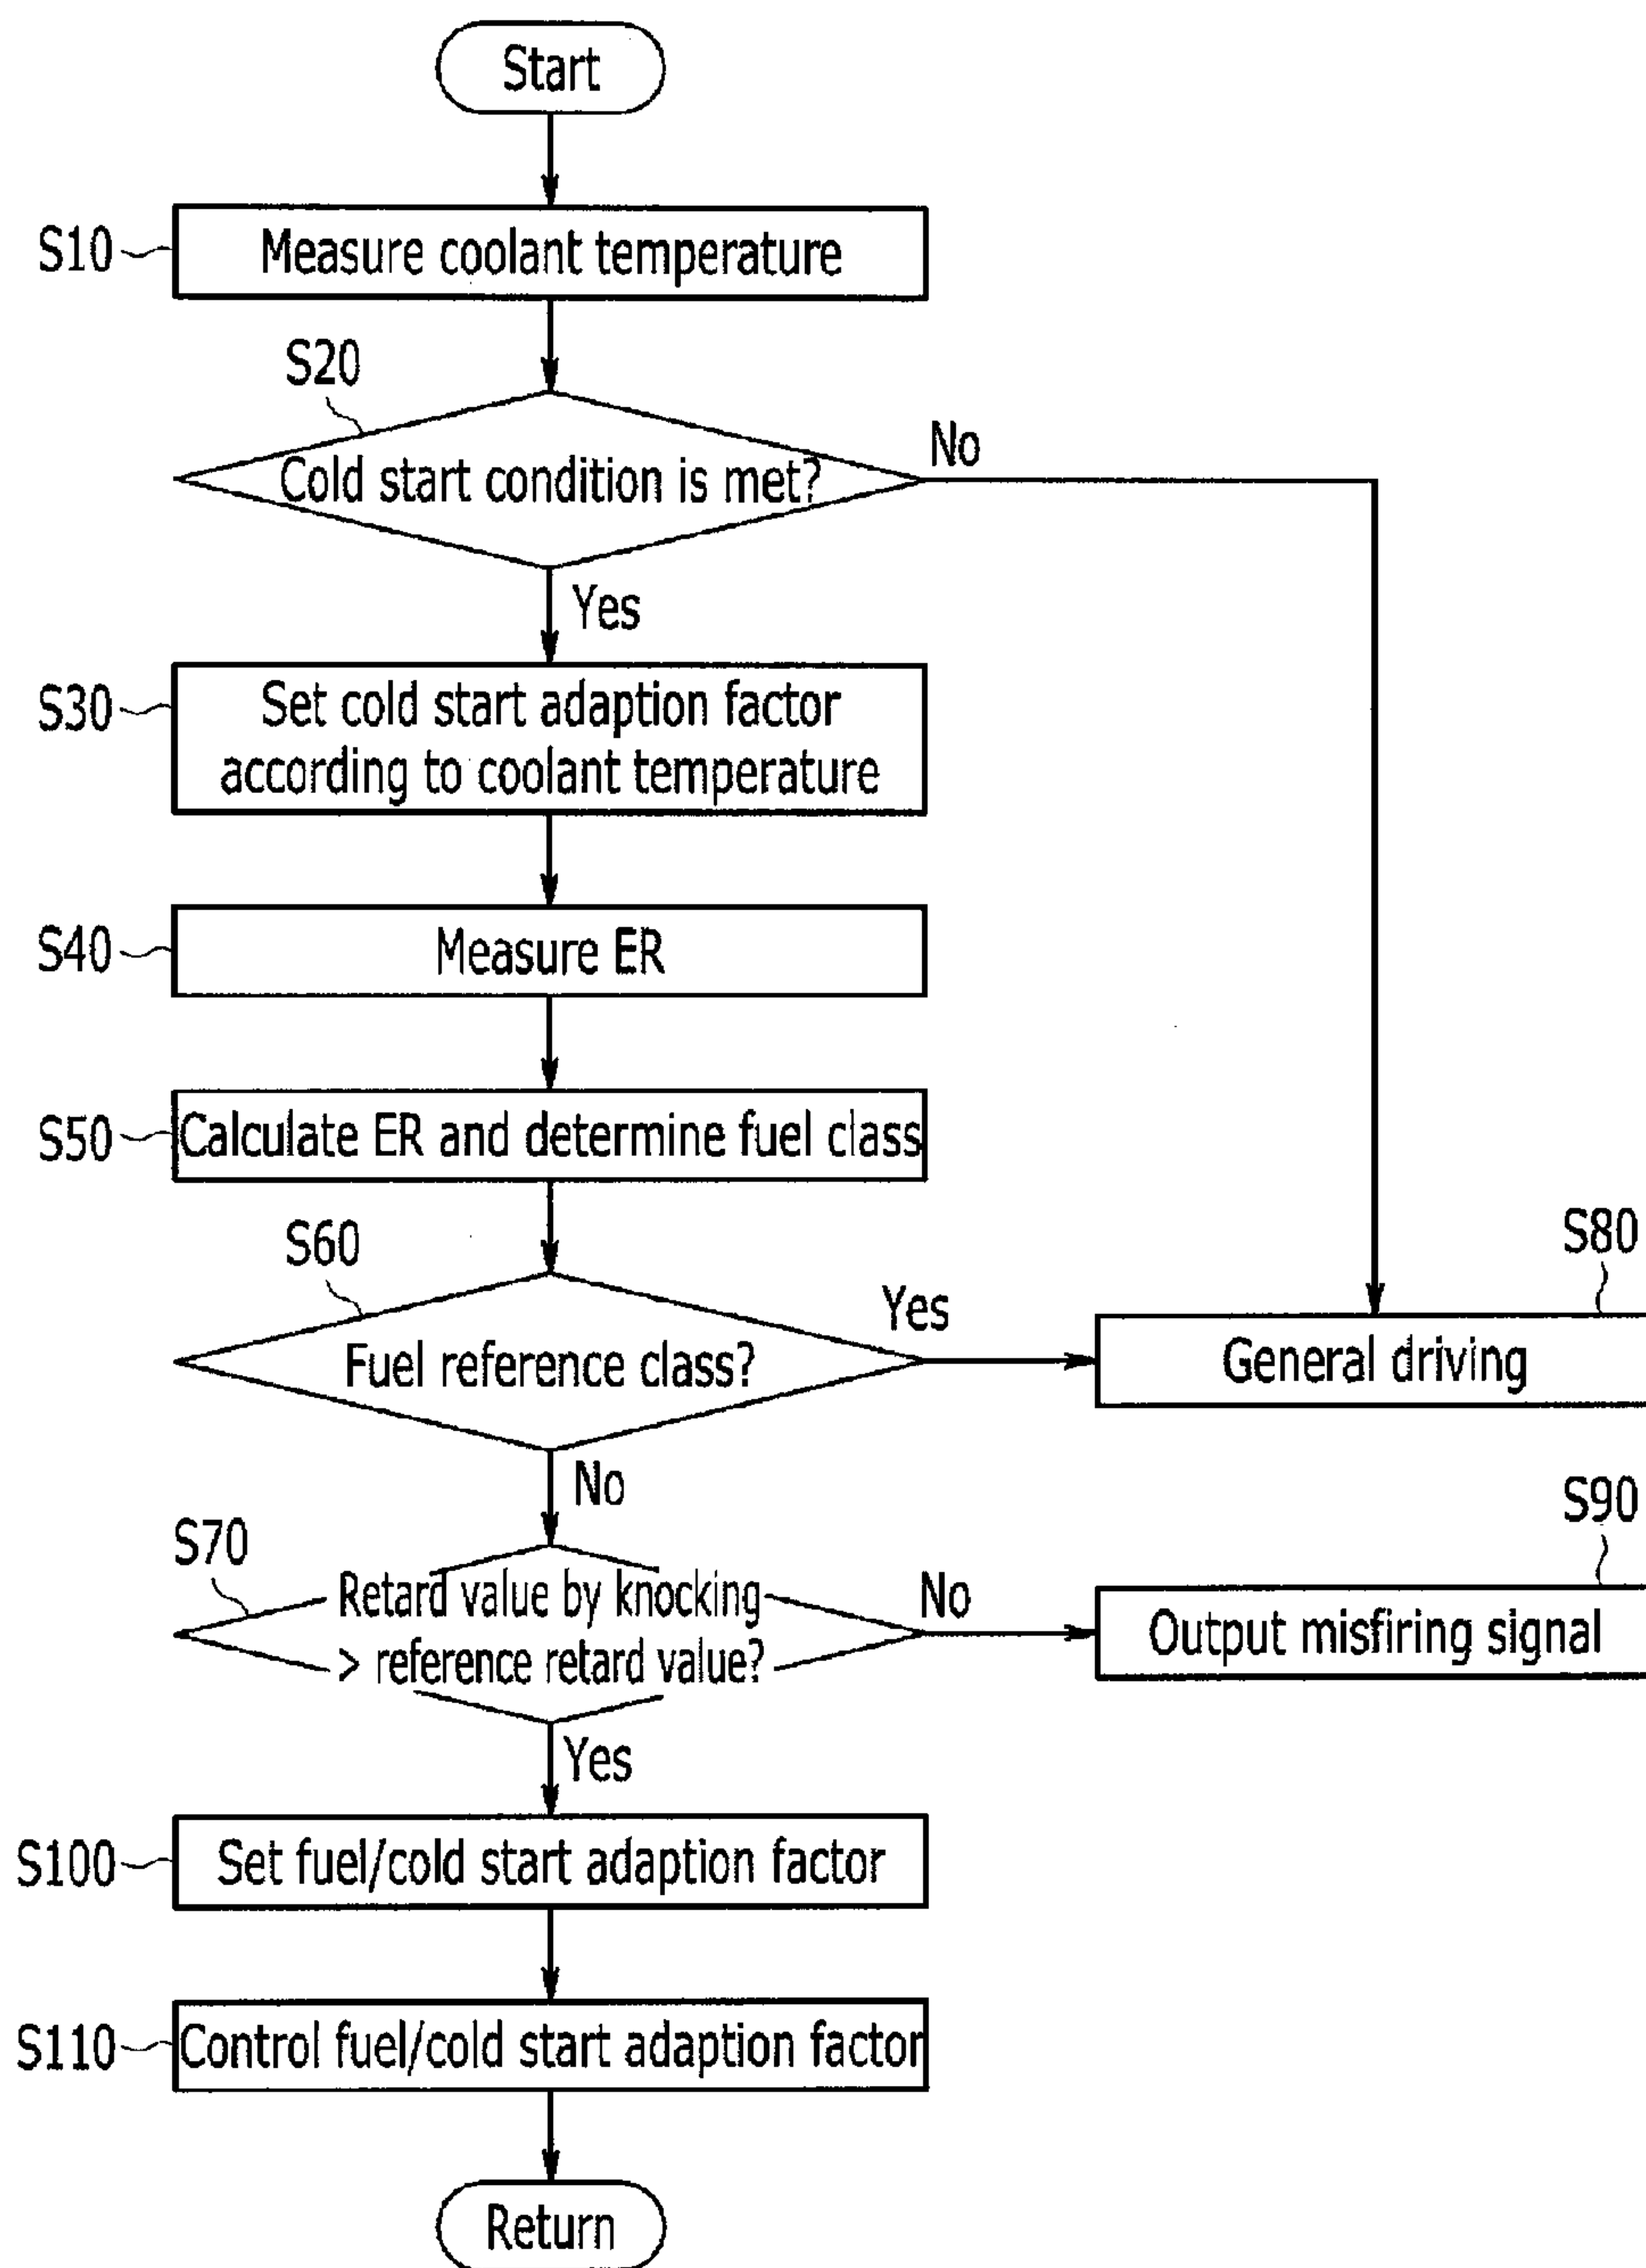 Start
S10
Measure coolant temperature
S20
Cold start condition is met?
No
Yes
S30
Set cold start adaption factor
according to coolant temperature
S40
Measure ER
S50
Calculate ER and determine fuel class
S60
Fuel reference class?
Yes
S80
General driving
No
S70
Retard value by knocking
> reference retard value?
No
S90
Output misfiring signal
Yes
S100
Set fuel/cold start adaption factor
S110
Control fuel/cold start adaption factor
Return